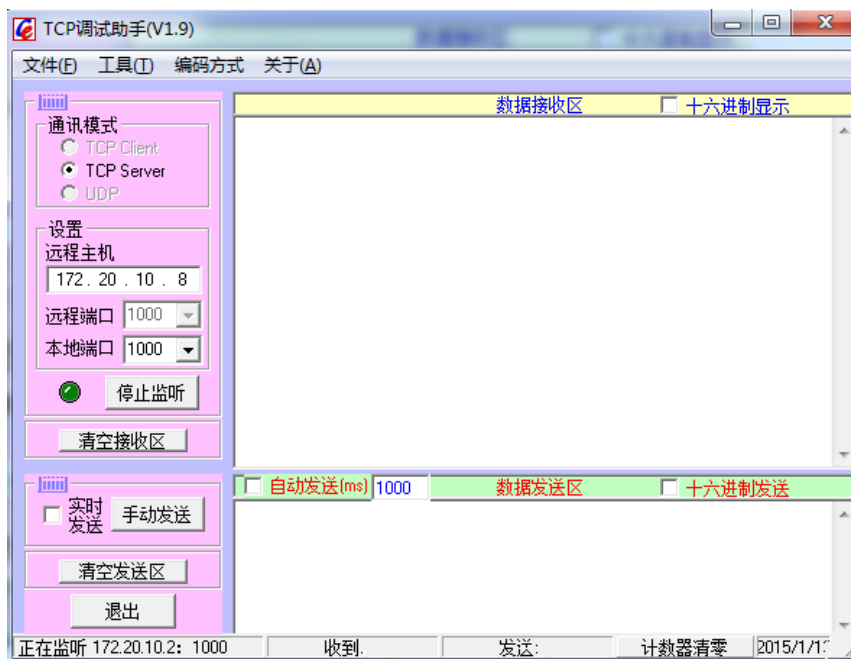 TCP调试助手(V1.9)
文件(F) 工具(T) 编码方式 关于(A)
通讯模式
TCP Client
TCP Server
UDP
设置
远程主机
172 . 20 . 10 . 8
远程端口 1000
本地端口 1000
停止监听
清空接收区
数据接收区 十六进制显示
自动发送(ms) 1000 数据发送区 十六进制发送
实时
发送
手动发送
清空发送区
退出
正在监听 172.20.10.2: 1000 收到. 发送: 计数器清零 2015/1/1